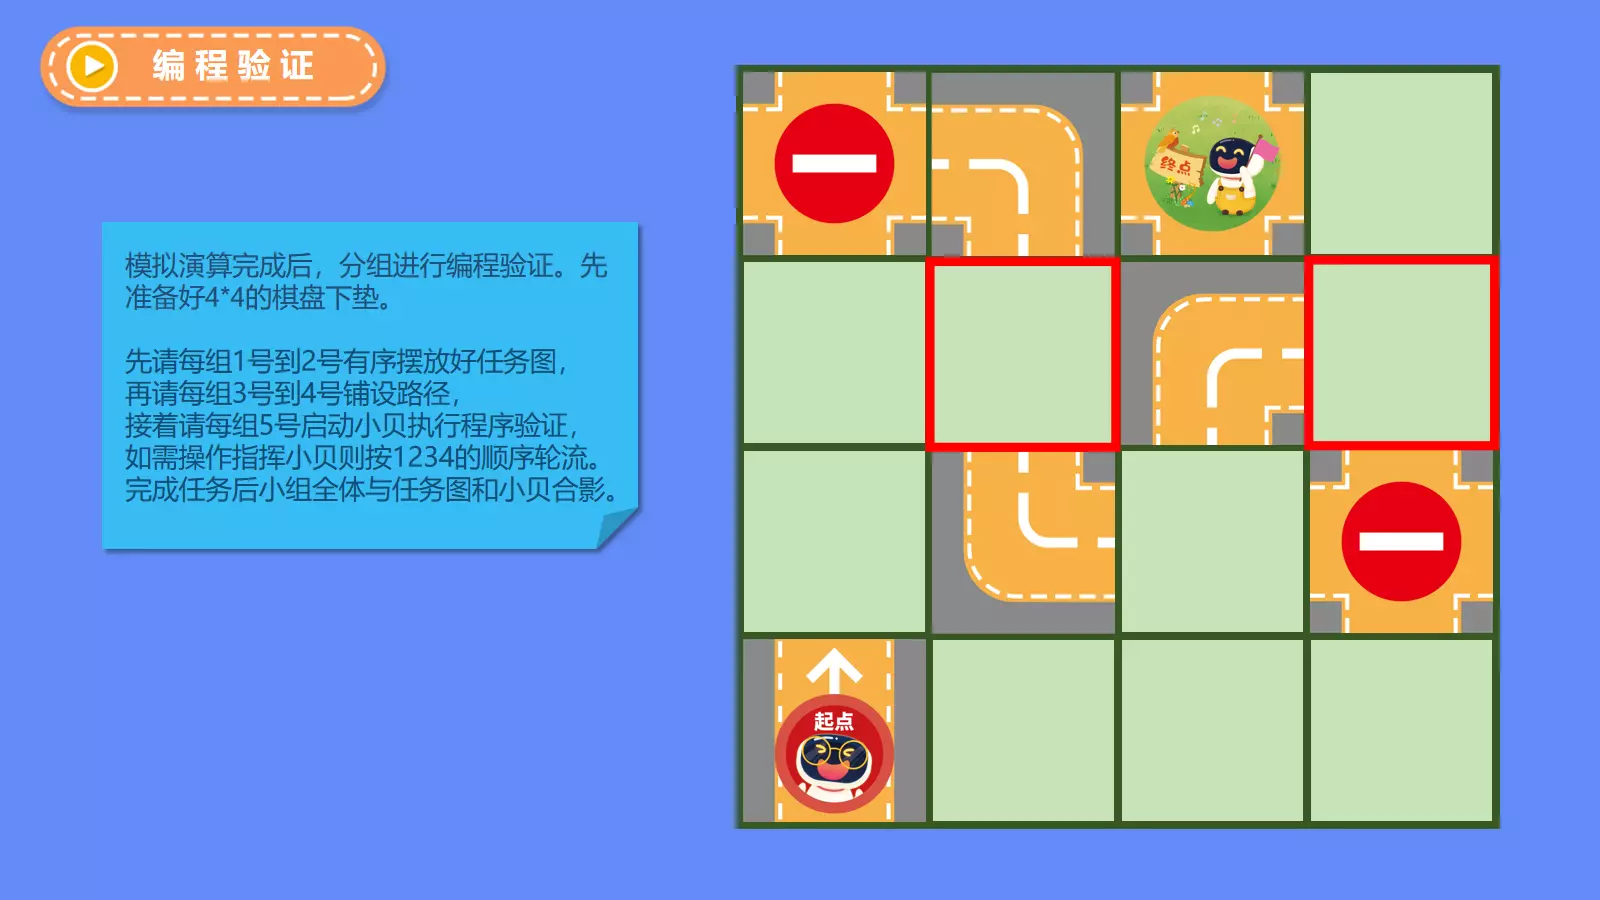 编程验证
模拟演算完成后，分组进行编程验证。先
准备好4*4的棋盘下垫。
先请每组1号到2号有序摆放好任务图，
再请每组3号到4号铺设路径，
接着请每组5号启动小贝执行程序验证，
如需操作指挥小贝则按1234的顺序轮流。
完成任务后小组全体与任务图和小贝合影。
终点
起点